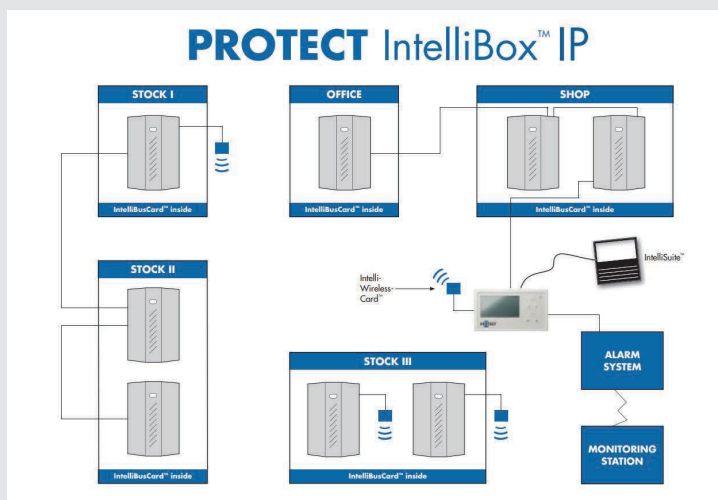 PROTECT IntelliBox™ IP
STOCK I
IntelliBusCard™ inside
OFFICE
IntelliBusCard™ inside
SHOP
IntelliBusCard™ inside
STOCK II
IntelliBusCard™ inside
Intelli-
Wireless-
Card™
PROTECT
IntelliSuite™
STOCK III
IntelliBusCard™ inside
ALARM
SYSTEM
MONITORING
STATION